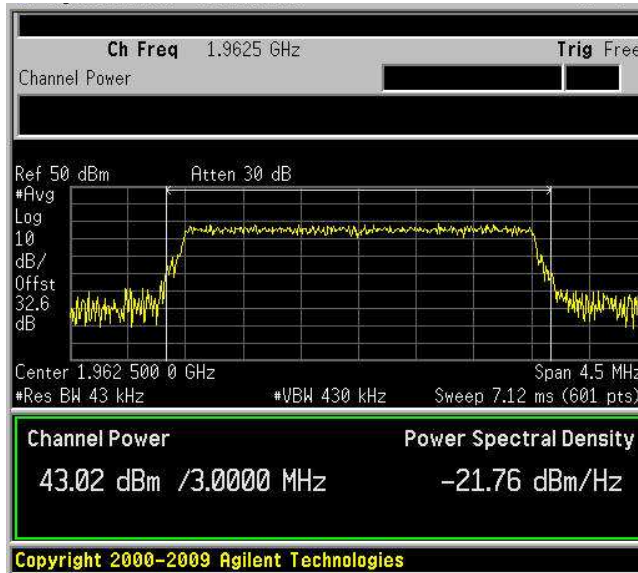 Ch Freq 1.9625 GHz Trig Free
Channel Power
Ref 50 dBm Atten 30 dB
#Avg
Log
10
dB/
Offst
32.6
dB
Center 1.962 500 0 GHz Span 4.5 MHz
#Res BW 43 kHz #VBW 430 kHz Sweep 7.12 ms (601 pts)
Channel Power Power Spectral Density
43.02 dBm /3.0000 MHz -21.76 dBm/Hz
Copyright 2000-2009 Agilent Technologies